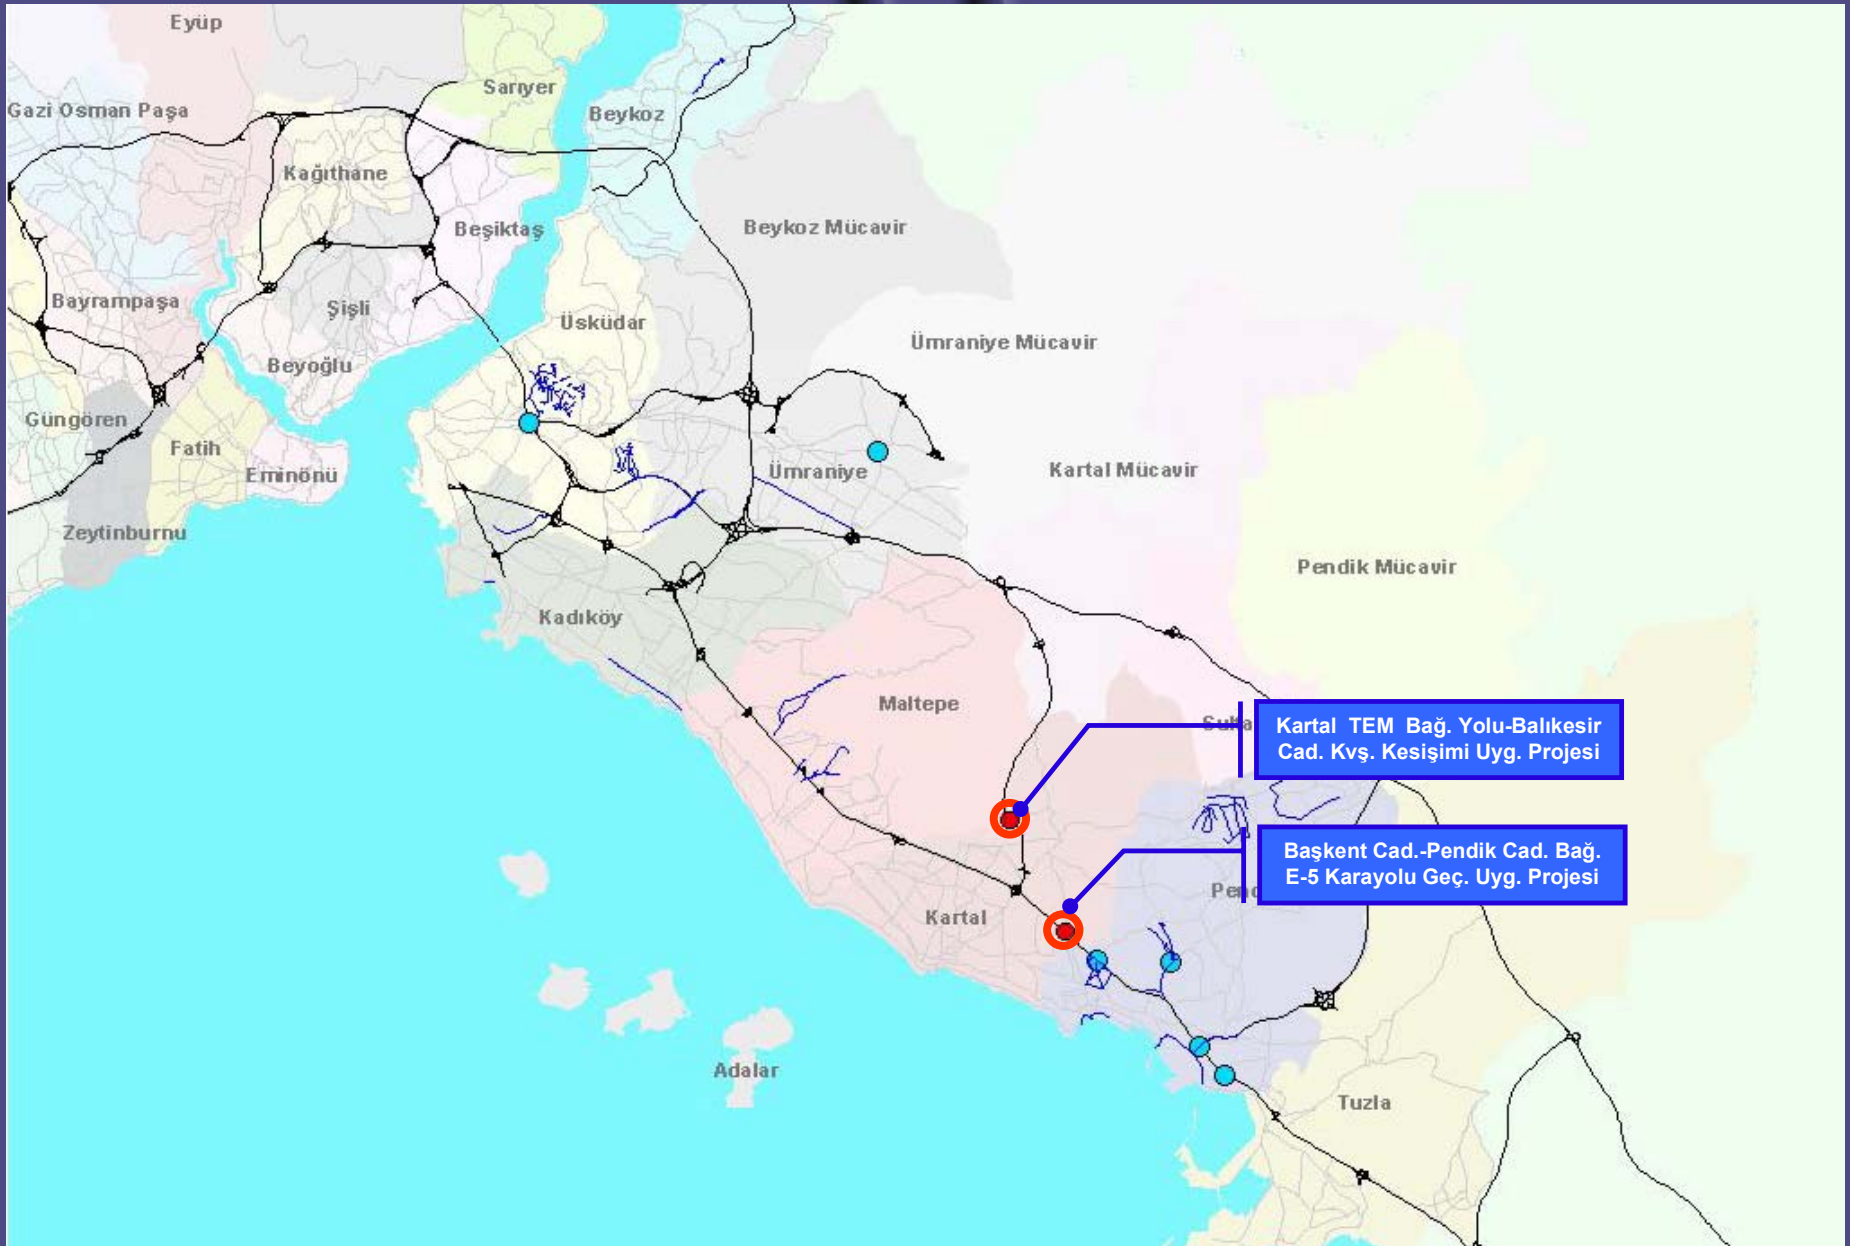 Eyüp
Sarıyer
Gazi Osman Paşa
Beykoz
Kağıthane
Beşiktaş
Beykoz Mücavir
Bayrampaşa
Şişli
Üsküdar
Ümraniye Mücavir
Beyoğlu
Güngören
Fatih
Eminönü
Ümraniye
Kartal Mücavir
Zeytinburnu
Pendik Mücavir
Kadıköy
Maltepe
Sulta
Kartal TEM Bağ. Yolu-Balıkesir
Cad. Kvş. Kesişimi Uyg. Projesi
Başkent Cad.-Pendik Cad. Bağ.
E-5 Karayolu Geç. Uyg. Projesi
Pend
Kartal
Adalar
Tuzla